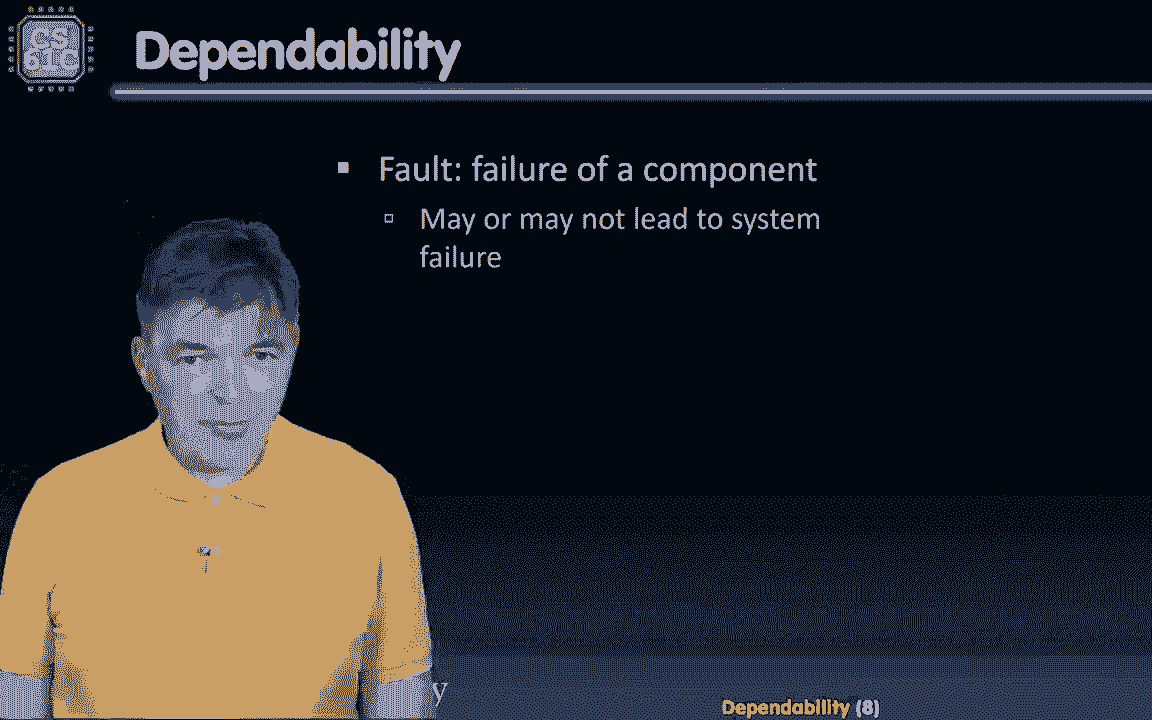 CS
61C
Dependability
Fault: failure of a component
May or may not lead to system
failure
y
Dependability (8)